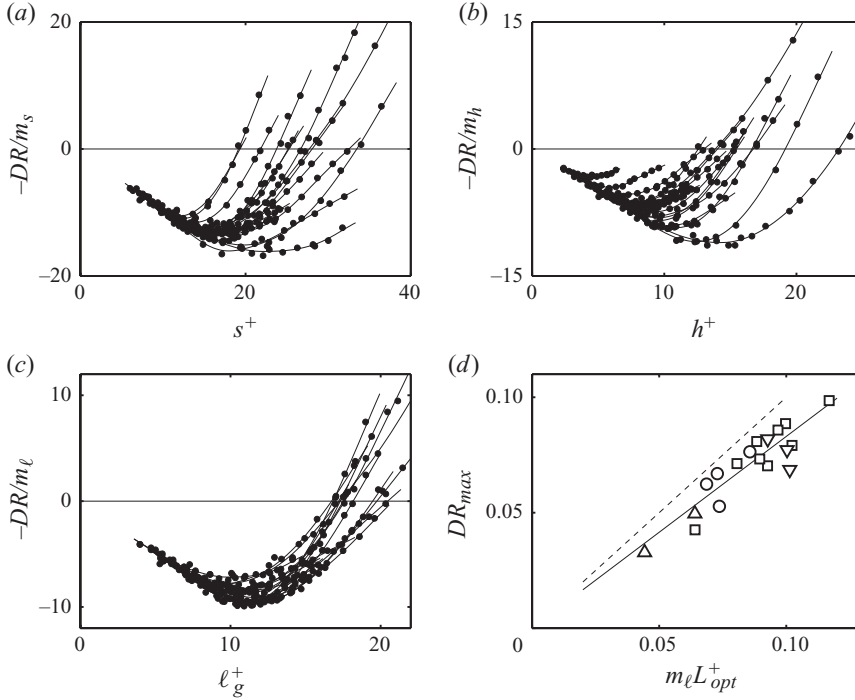 (a)
20
0
−20
−DR/m_s
0
20
40
s^+
(b)
15
0
−15
−DR/m_h
0
10
20
h^+
(c)
10
0
−10
−DR/m_ℓ
0
10
20
ℓ_g^+
(d)
0.10
0.05
0
DR_max
0.05
0.10
m_ℓ L_opt^+